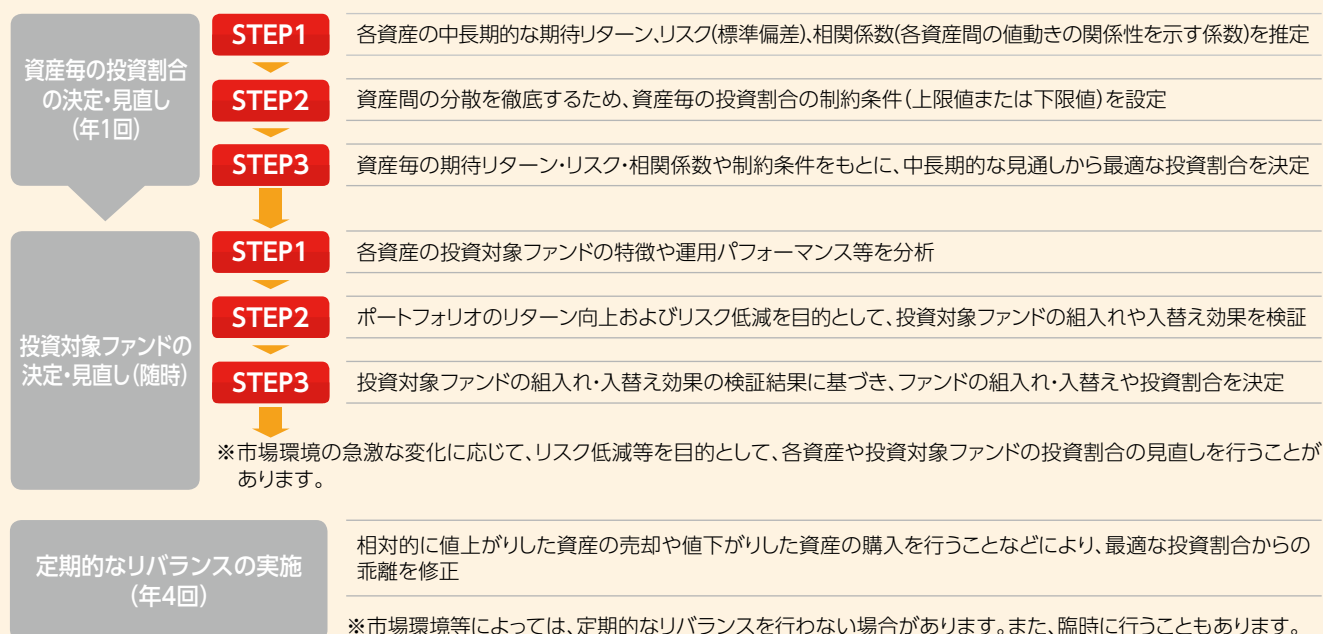 資産毎の投資割合
の決定・見直し
(年1回)
STEP1
各資産の中長期的な期待リターン、リスク(標準偏差)、相関係数(各資産間の値動きの関係性を示す係数)を推定
STEP2
資産間の分散を徹底するため、資産毎の投資割合の制約条件(上限値または下限値)を設定
STEP3
資産毎の期待リターン・リスク・相関係数や制約条件をもとに、中長期的な見通しから最適な投資割合を決定
投資対象ファンドの
決定・見直し(随時)
STEP1
各資産の投資対象ファンドの特徴や運用パフォーマンス等を分析
STEP2
ポートフォリオのリターン向上およびリスク低減を目的として、投資対象ファンドの組入れや入替え効果を検証
STEP3
投資対象ファンドの組入れ・入替え効果の検証結果に基づき、ファンドの組入れ・入替えや投資割合を決定
※市場環境の急激な変化に応じて、リスク低減等を目的として、各資産や投資対象ファンドの投資割合の見直しを行うことが
あります。
定期的なリバランスの実施
(年4回)
相対的に値上がりした資産の売却や値下がりした資産の購入を行うことなどにより、最適な投資割合からの
乖離を修正
※市場環境等によっては、定期的なリバランスを行わない場合があります。また、臨時に行うこともあります。